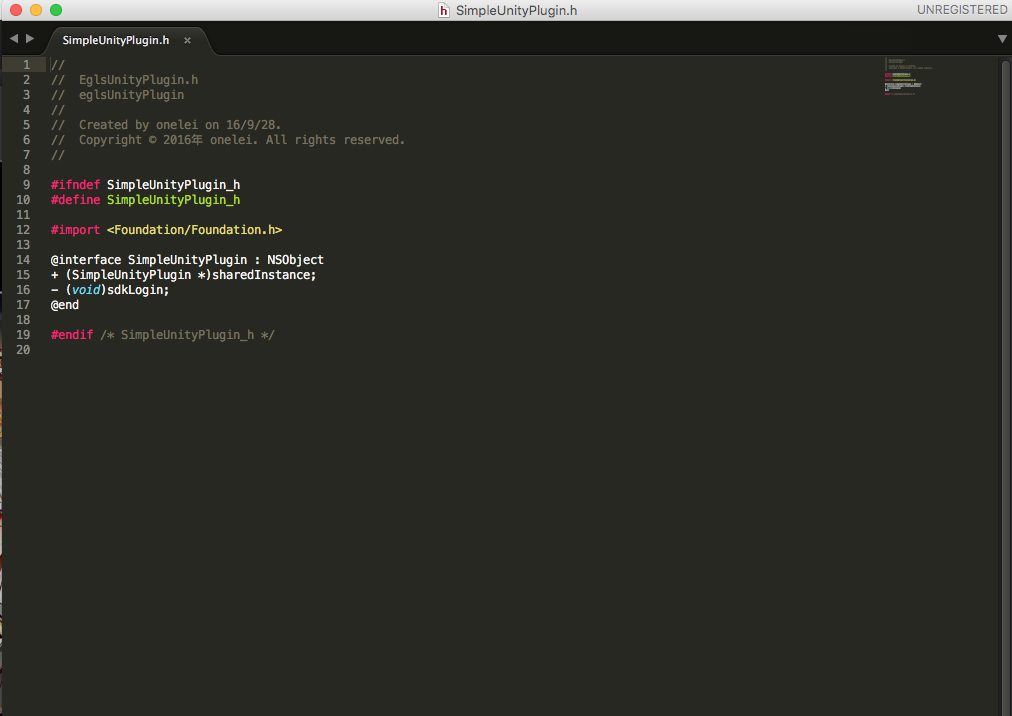 SimpleUnityPlugin.h
UNREGISTERED
SimpleUnityPlugin.h ×
1 //
2 //  EglsUnityPlugin.h
3 //  eglsUnityPlugin
4 //
5 //  Created by onelei on 16/9/28.
6 //  Copyright © 2016年 onelei. All rights reserved.
7 //
8
9 #ifndef SimpleUnityPlugin_h
10 #define SimpleUnityPlugin_h
11
12 #import <Foundation/Foundation.h>
13
14 @interface SimpleUnityPlugin : NSObject
15 + (SimpleUnityPlugin *)sharedInstance;
16 - (void)sdkLogin;
17 @end
18
19 #endif /* SimpleUnityPlugin_h */
20